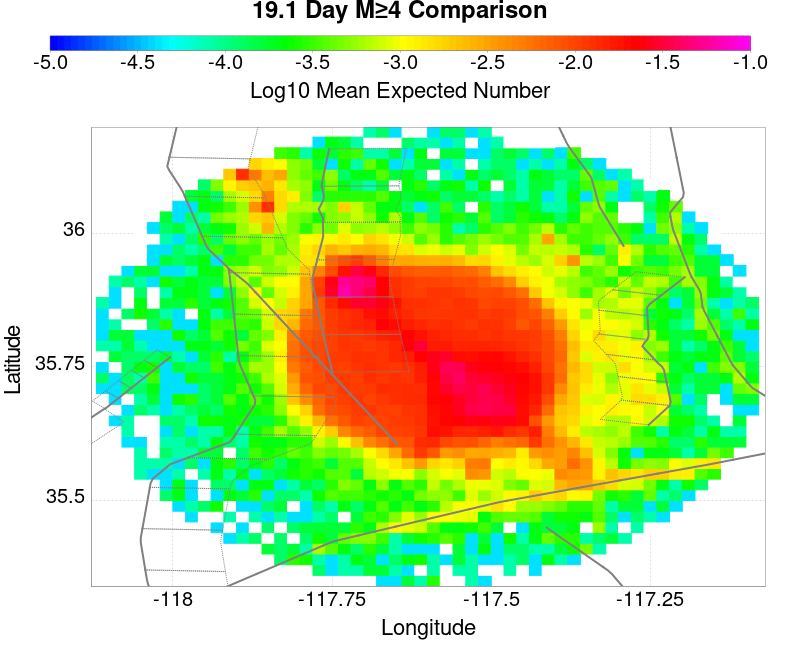 19.1 Day M≥4 Comparison
-5.0 -4.5 -4.0 -3.5 -3.0 -2.5 -2.0 -1.5 -1.0
Log10 Mean Expected Number
36
35.75
35.5
Latitude
-118 -117.75 -117.5 -117.25
Longitude